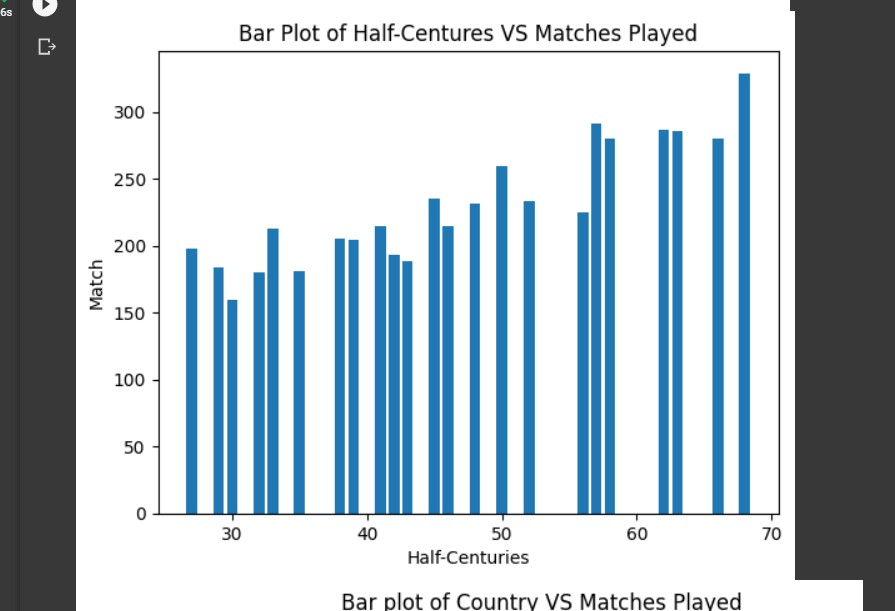 6s
Bar Plot of Half-Centures VS Matches Played
300
250
200
150
100
50
0
Match
30 40 50 60 70
Half-Centuries
Bar plot of Country VS Matches Played